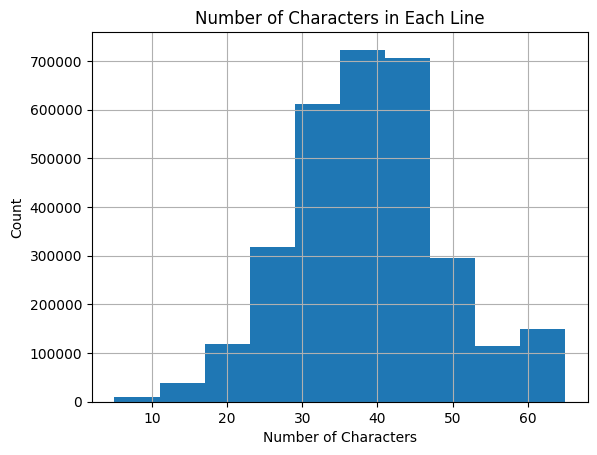 Number of Characters in Each Line
700000
600000
500000
400000
300000
200000
100000
0
Count
10 20 30 40 50 60
Number of Characters